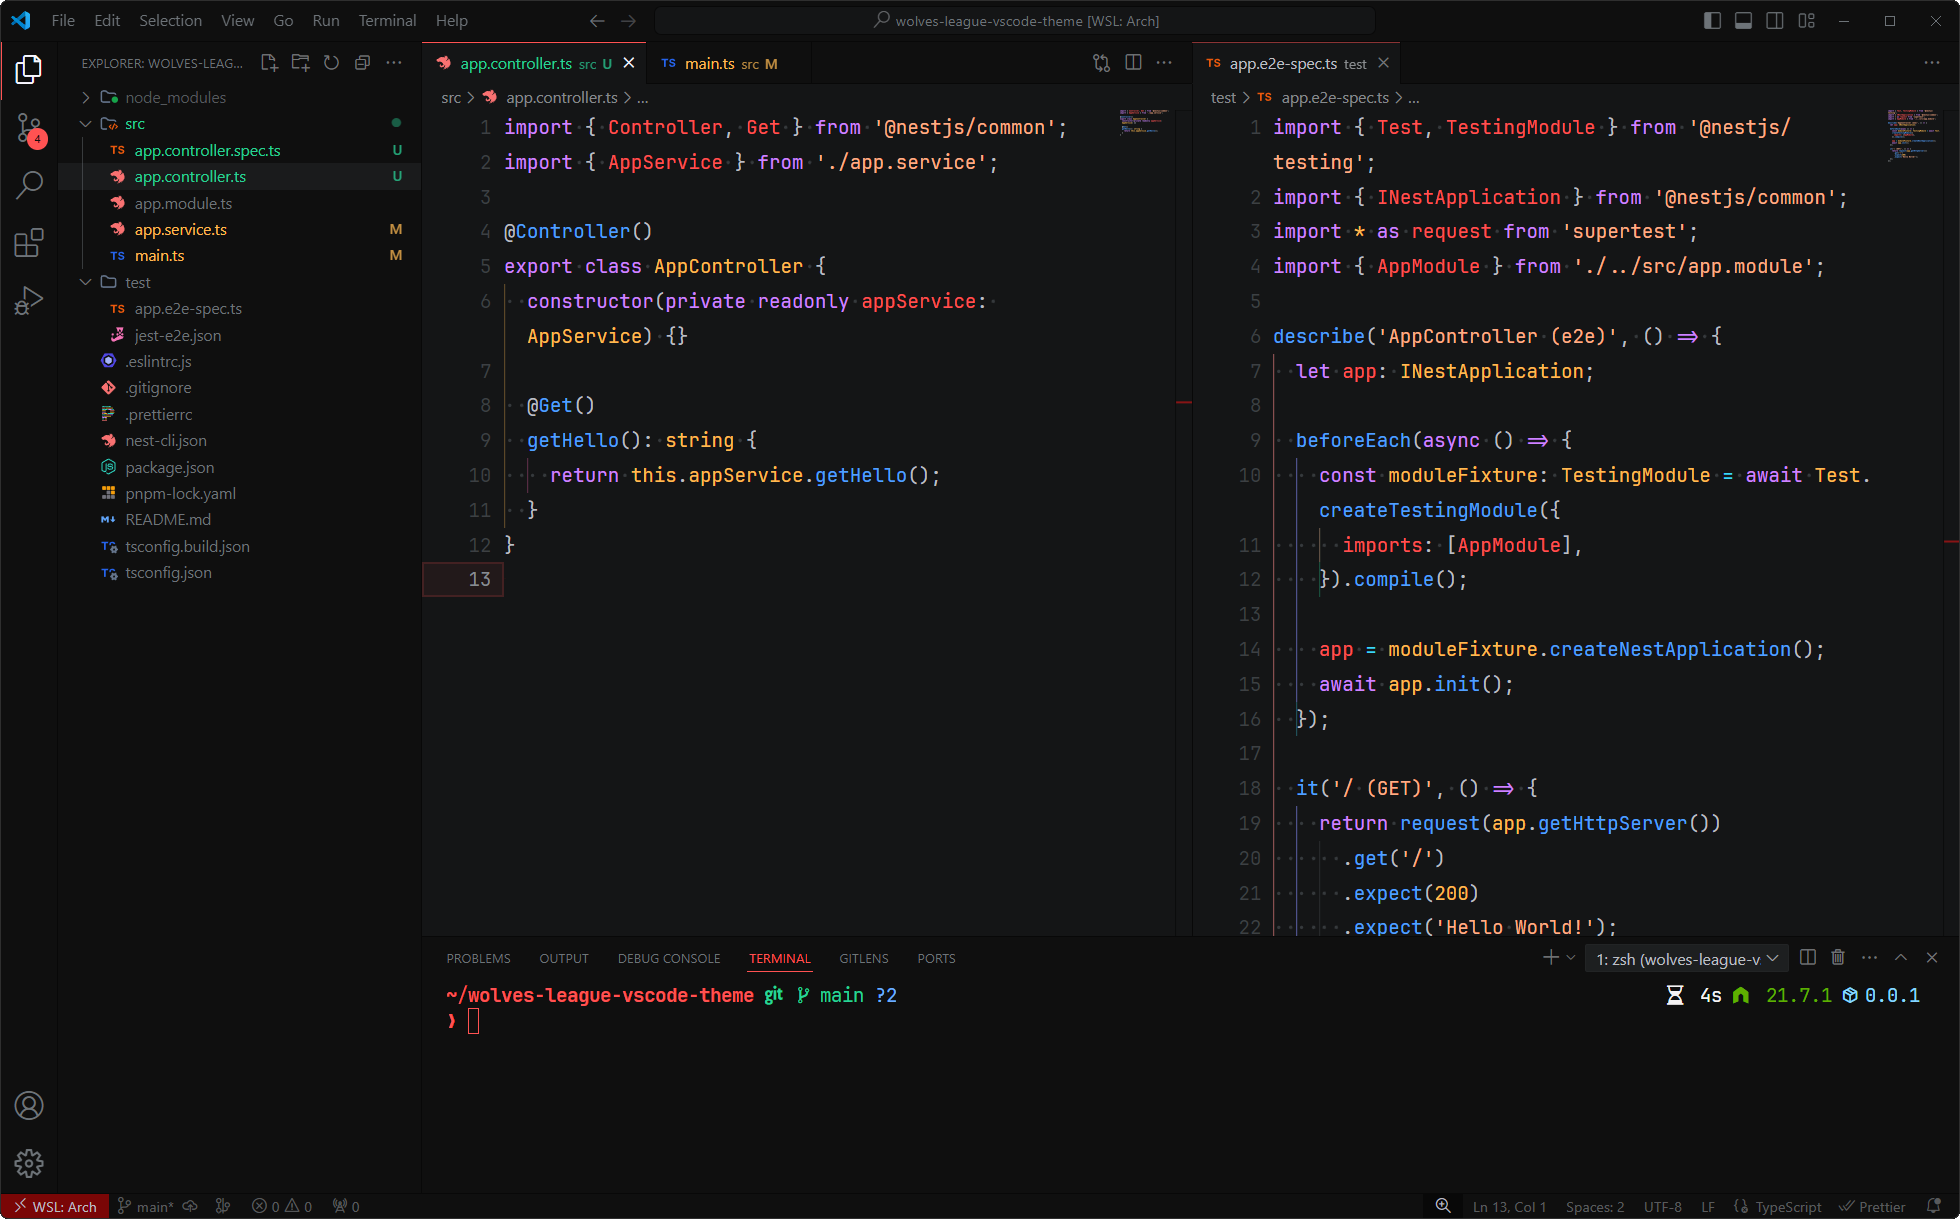 File Edit Selection View Go Run Terminal Help
wolves-league-vscode-theme [WSL: Arch]
EXPLORER: WOLVES-LEAG...
node_modules
src
TS app.controller.spec.ts U
app.controller.ts U
app.module.ts
app.service.ts M
TS main.ts M
test
TS app.e2e-spec.ts
jest-e2e.json
.eslintrc.js
.gitignore
.prettierrc
nest-cli.json
package.json
pnpm-lock.yaml
README.md
tsconfig.build.json
tsconfig.json
4
app.controller.ts src U
TS main.ts src M
src > app.controller.ts > ...
1 import { Controller, Get } from '@nestjs/common';
2 import { AppService } from './app.service';
3
4 @Controller()
5 export class AppController {
6 constructor(private readonly appService:
AppService) {}
7
8 @Get()
9 getHello(): string {
10 return this.appService.getHello();
11 }
12 }
13
TS app.e2e-spec.ts test
test > TS app.e2e-spec.ts > ...
1 import { Test, TestingModule } from '@nestjs/
testing';
2 import { INestApplication } from '@nestjs/common';
3 import * as request from 'supertest';
4 import { AppModule } from './../src/app.module';
5
6 describe('AppController (e2e)', () => {
7 let app: INestApplication;
8
9 beforeEach(async () => {
10 const moduleFixture: TestingModule = await Test.
createTestingModule({
11 imports: [AppModule],
12 }).compile();
13
14 app = moduleFixture.createNestApplication();
15 await app.init();
16 });
17
18 it('/ (GET)', () => {
19 return request(app.getHttpServer())
20 .get('/')
21 .expect(200)
22 .expect('Hello World!');
PROBLEMS OUTPUT DEBUG CONSOLE TERMINAL GITLENS PORTS
1: zsh (wolves-league-v
~/wolves-league-vscode-theme git main ?2
4s 21.7.1 0.0.1
❯
WSL: Arch main* 0 0 0
Ln 13, Col 1 Spaces: 2 UTF-8 LF {} TypeScript Prettier